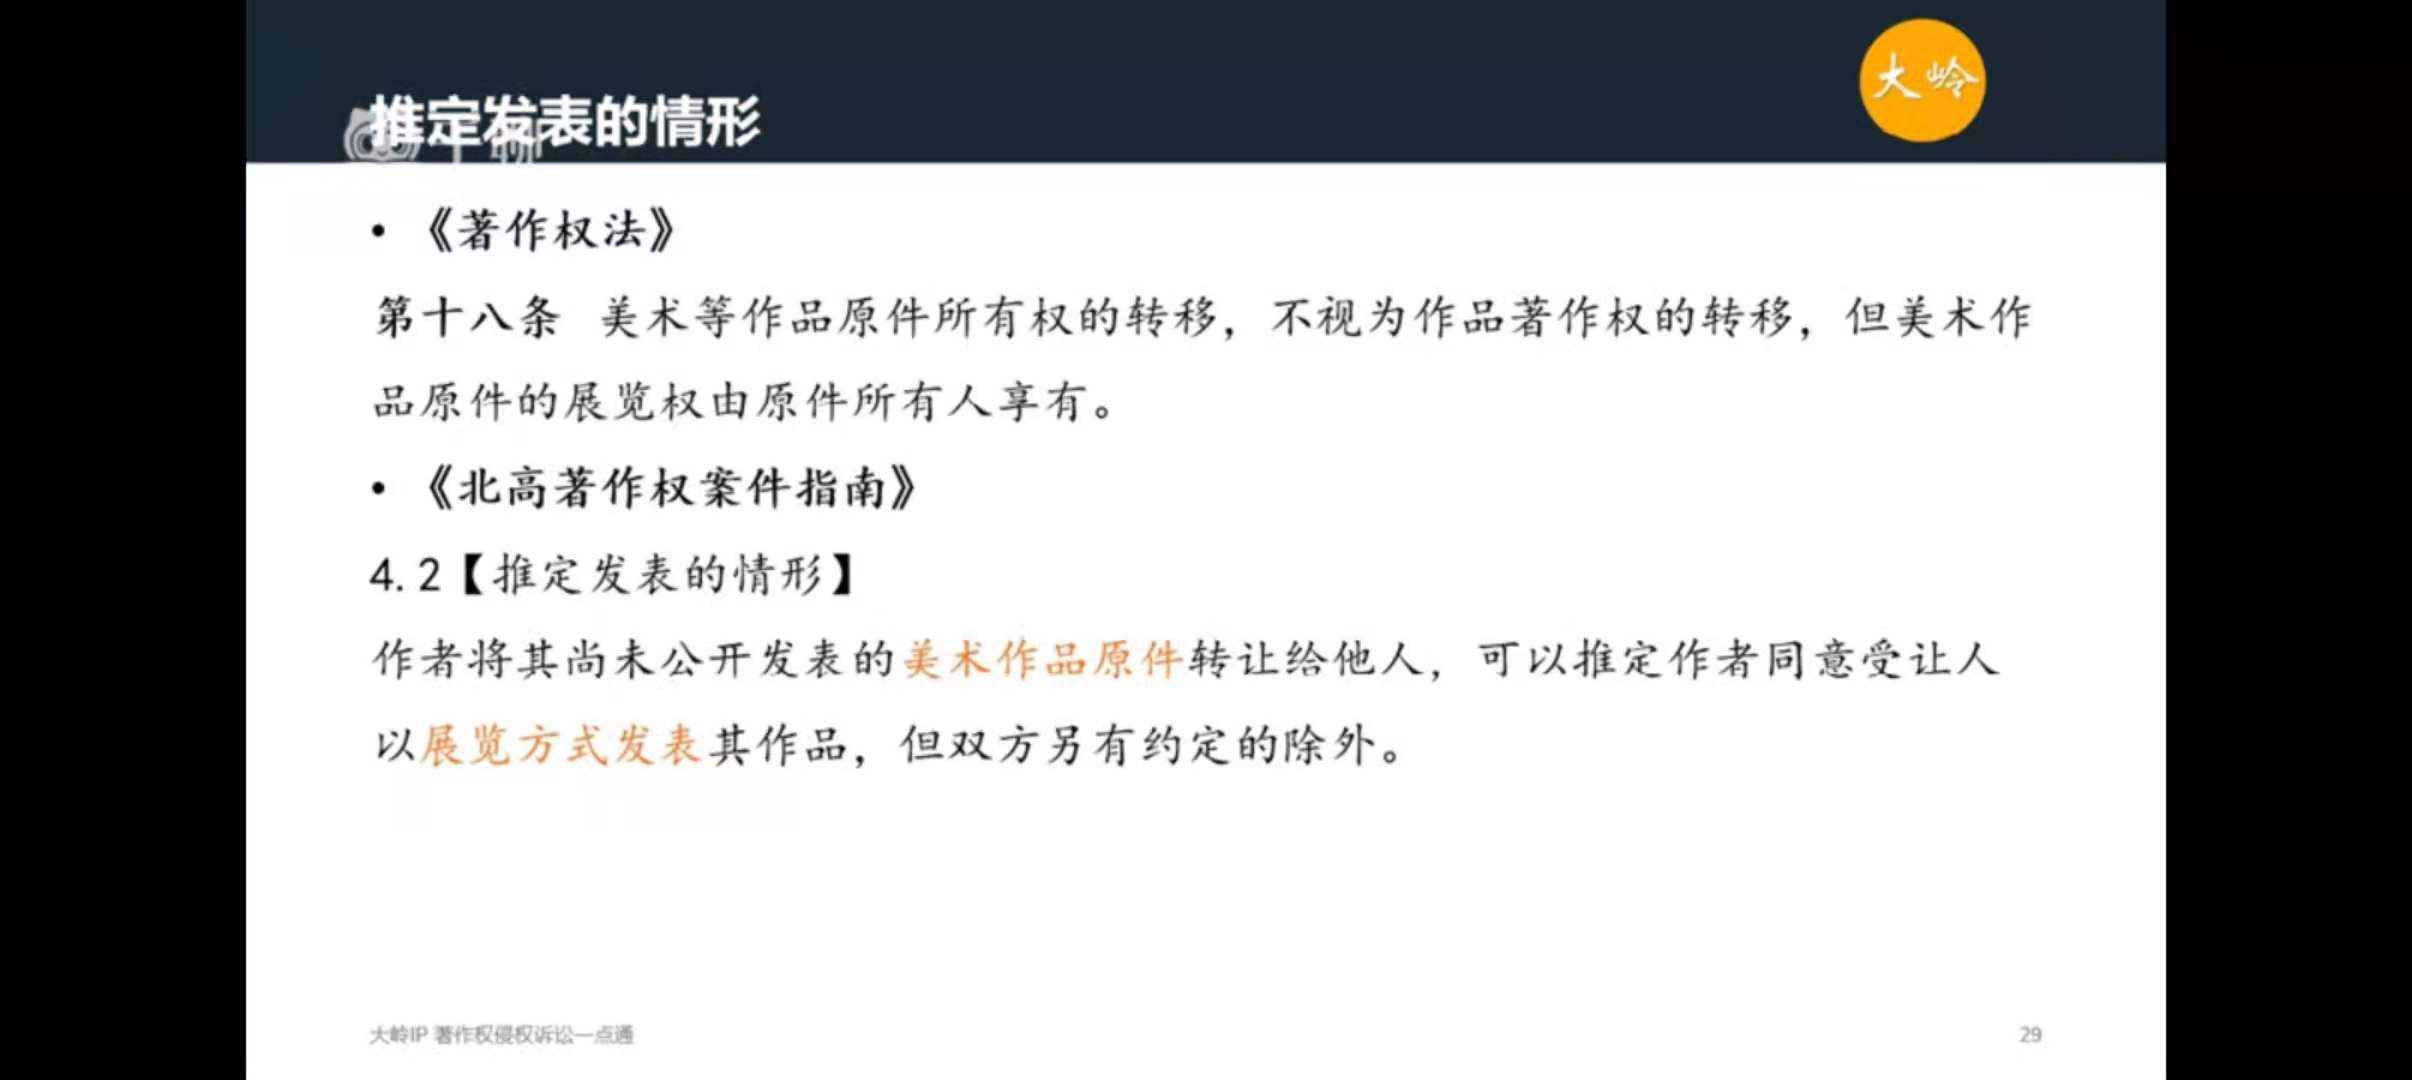 大岭
推定发表的情形
• 《著作权法》
第十八条 美术等作品原件所有权的转移，不视为作品著作权的转移，但美术作
品原件的展览权由原件所有人享有。
• 《北高著作权案件指南》
4.2【推定发表的情形】
作者将其尚未公开发表的美术作品原件转让给他人，可以推定作者同意受让人
以展览方式发表其作品，但双方另有约定的除外。
大岭IP 著作权侵权诉讼一点通
29